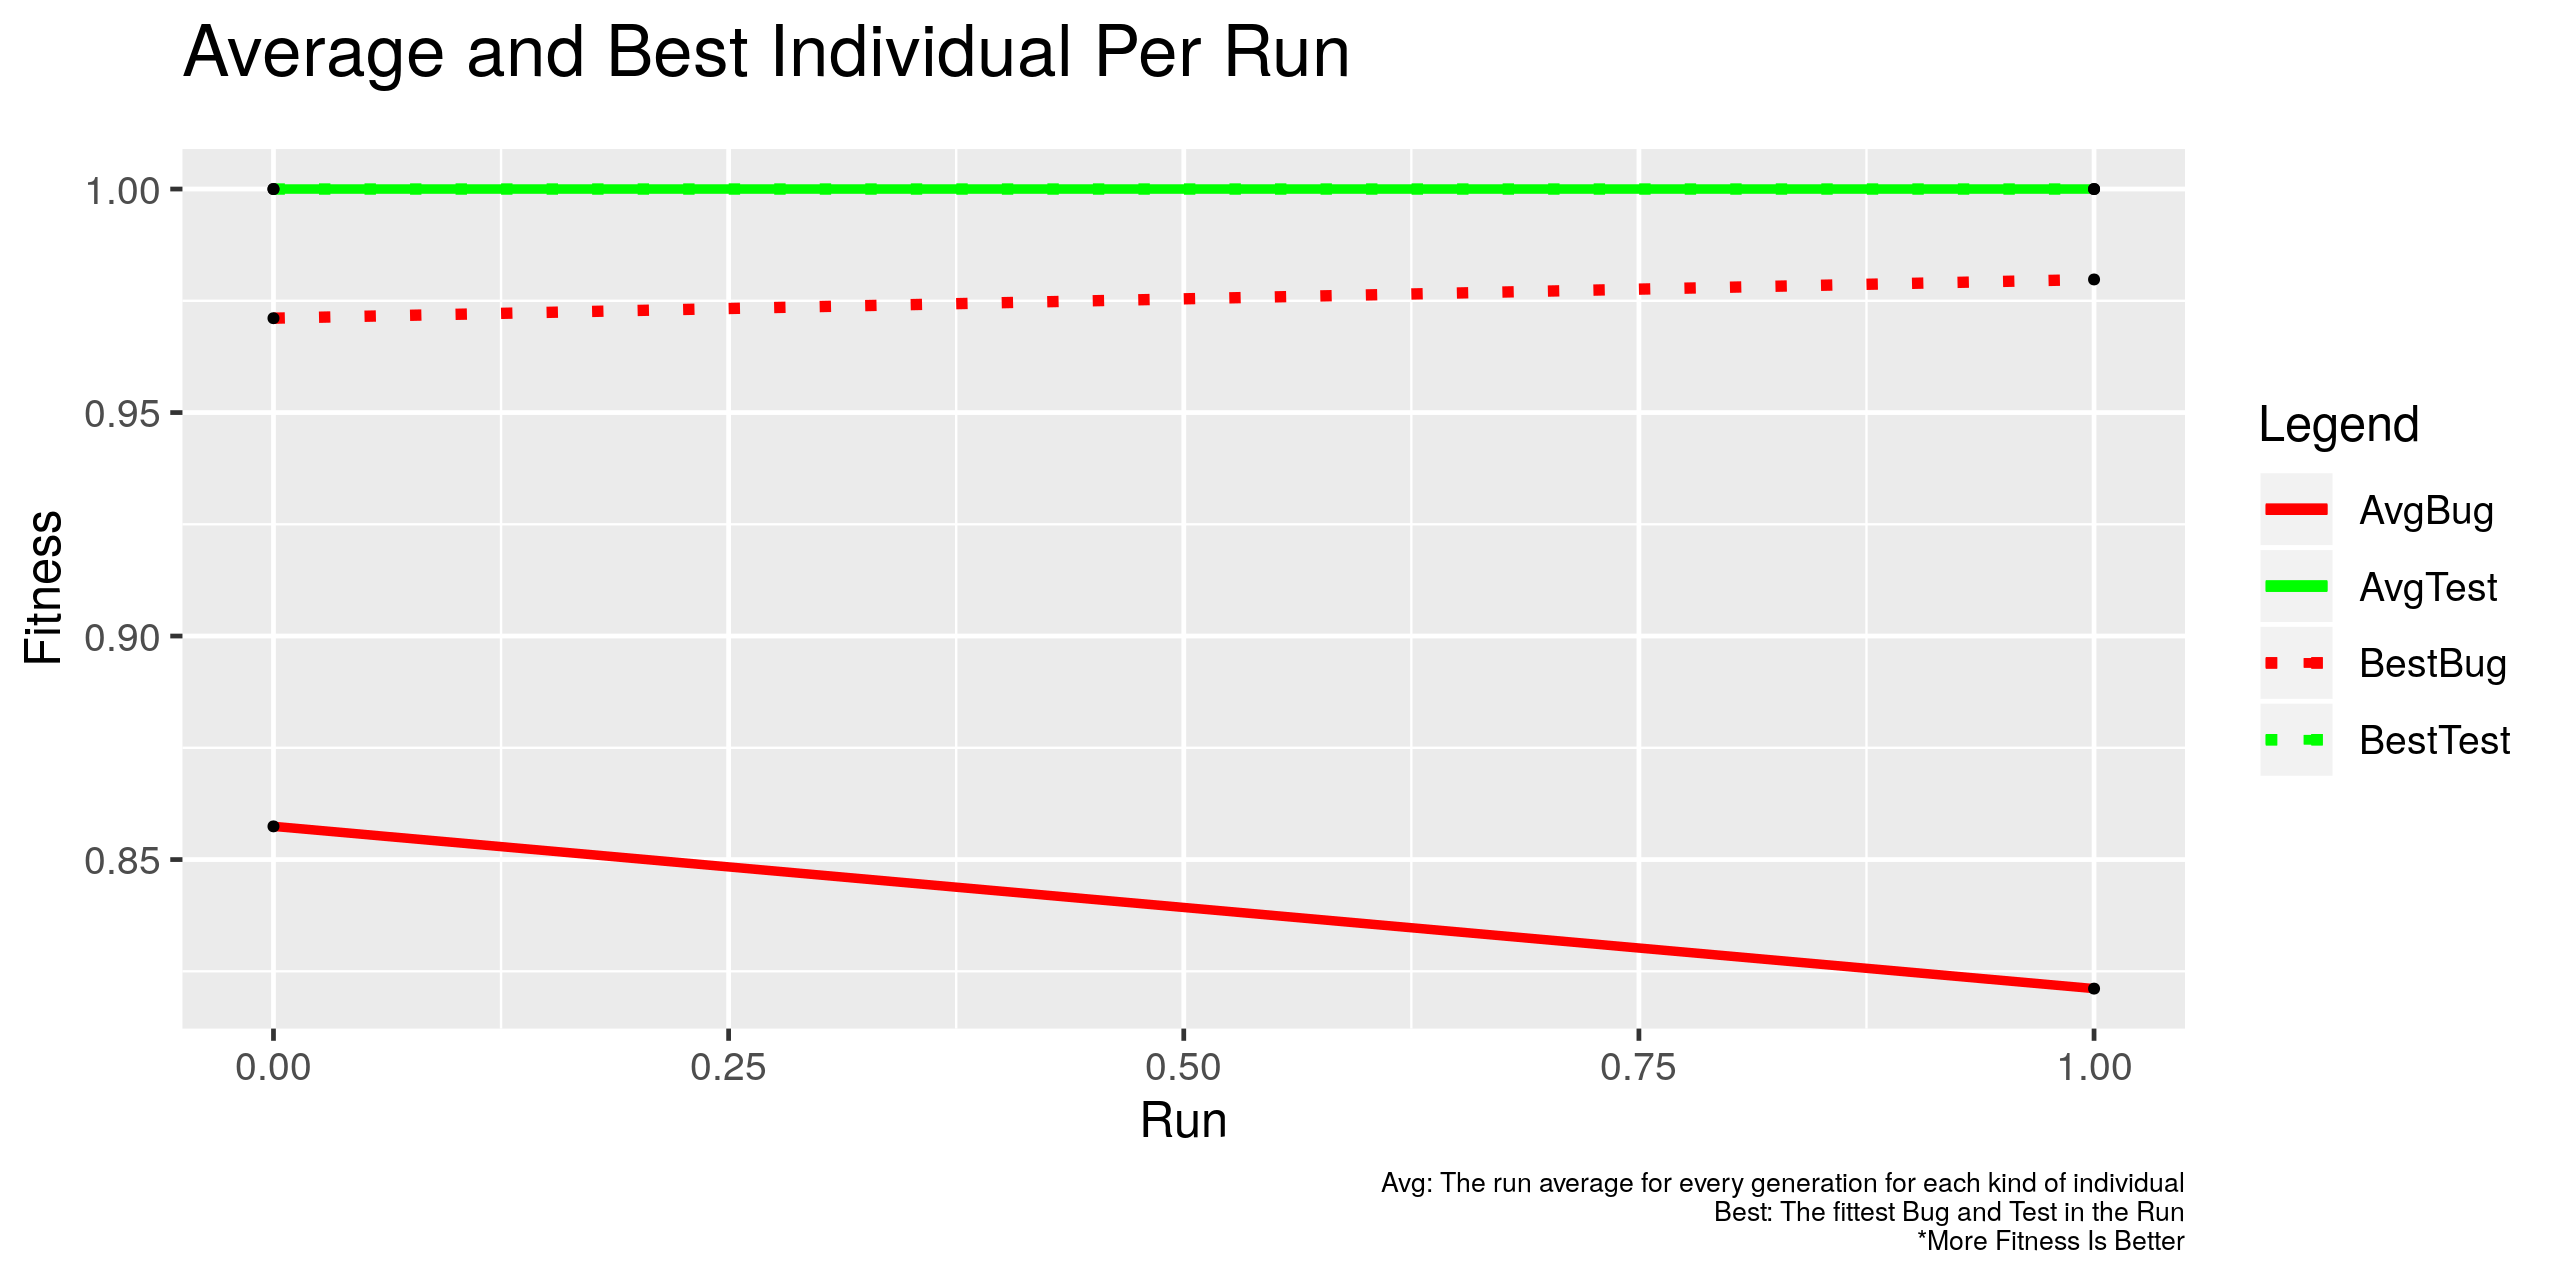 Average and Best Individual Per Run
Fitness
1.00
0.95
0.90
0.85
0.00 0.25 0.50 0.75 1.00
Run
Legend
AvgBug
AvgTest
BestBug
BestTest
Avg: The run average for every generation for each kind of individual
Best: The fittest Bug and Test in the Run
*More Fitness Is Better